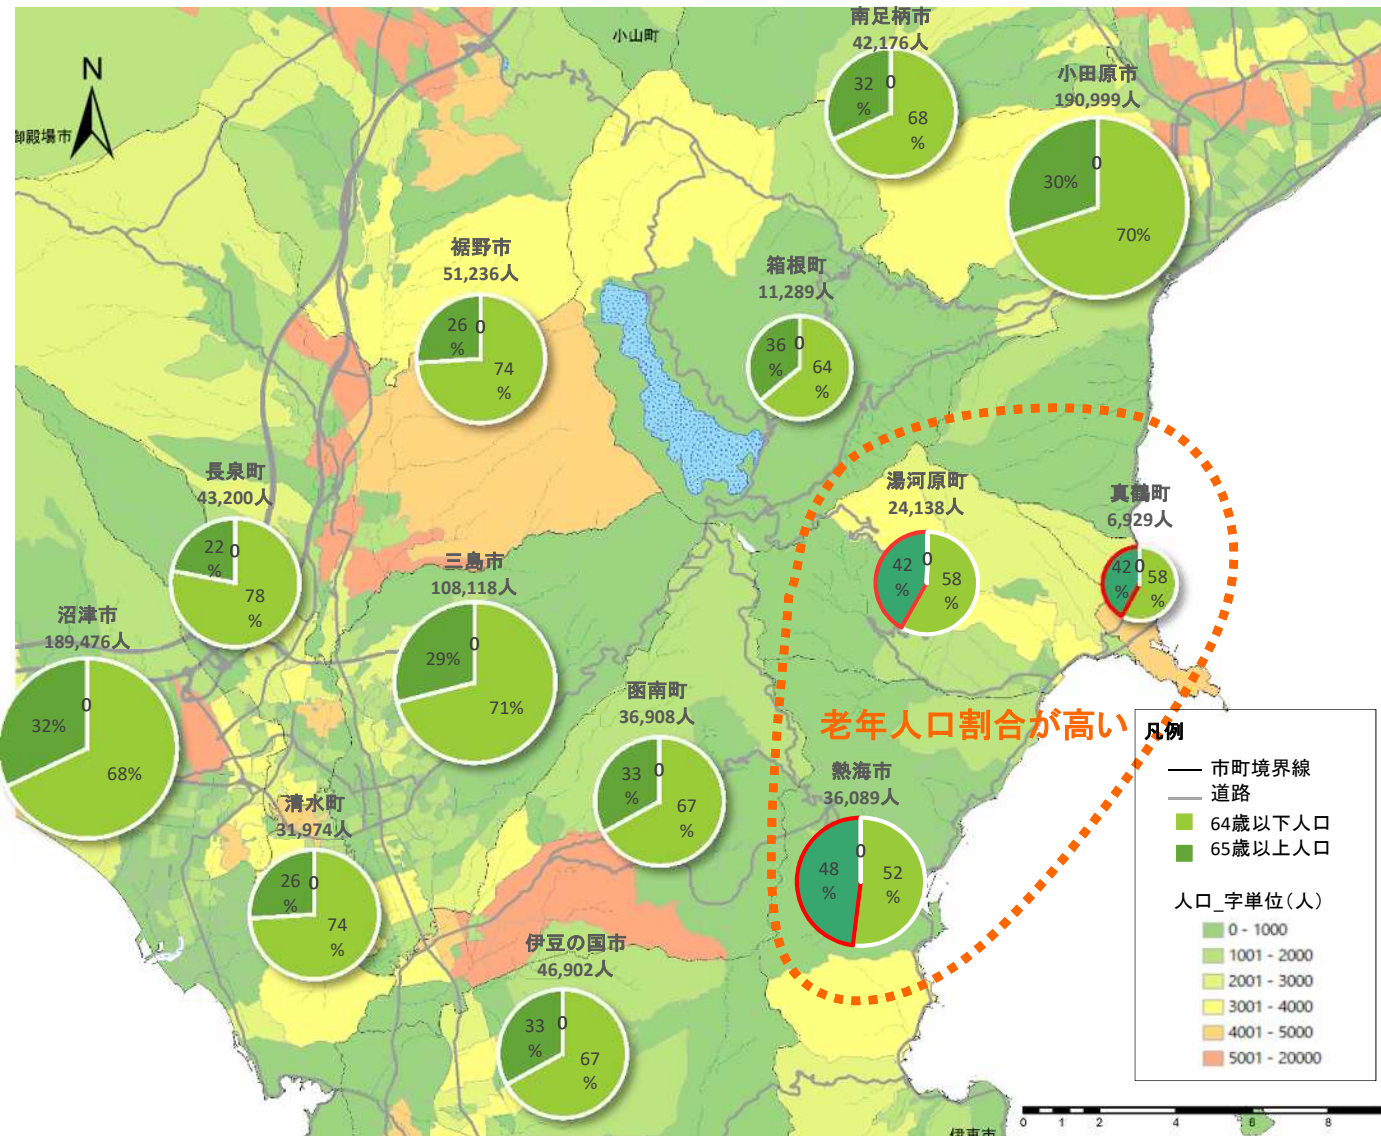 南足柄市
42,176人
32
%
0
68
%
小山町
小田原市
190,999人
0
30%
70%
N
御殿場市
裾野市
51,236人
26
%
0
74
%
箱根町
11,289人
36
%
0
64
%
長泉町
43,200人
22
%
0
78
%
湯河原町
24,138人
42
%
0
58
%
真鶴町
6,929人
42
%
0
58
%
三島市
108,118人
0
29%
71%
沼津市
189,476人
0
32%
68%
函南町
36,908人
33
%
0
67
%
老年人口割合が高い
熱海市
36,089人
48
%
0
52
%
清水町
31,974人
26
%
0
74
%
伊豆の国市
46,902人
33
%
0
67
%
凡例
市町境界線
道路
64歳以下人口
65歳以上人口
人口_字単位(人)
0 - 1000
1001 - 2000
2001 - 3000
3001 - 4000
4001 - 5000
5001 - 20000
0 1 2 4 6 8
伊東市